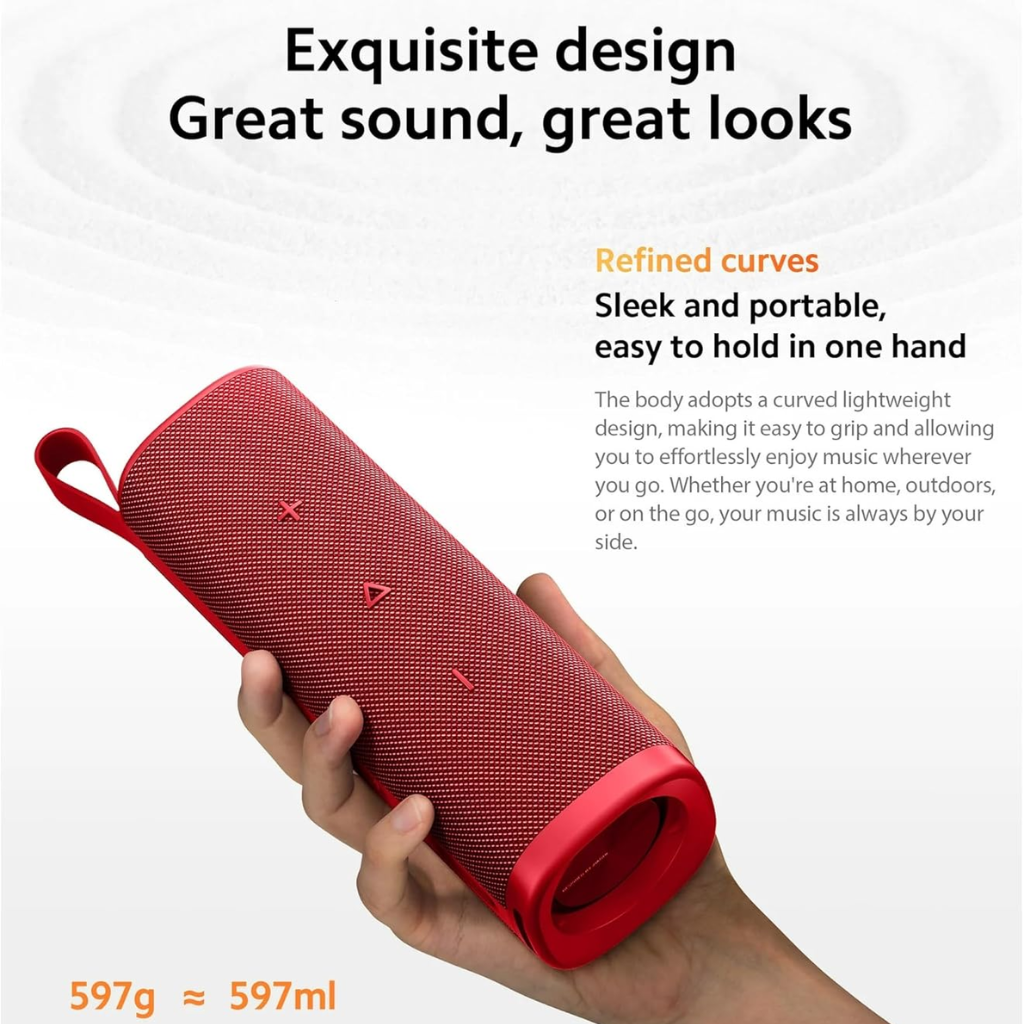 Exquisite design
Great sound, great looks
Refined curves
Sleek and portable,
easy to hold in one hand
The body adopts a curved lightweight
design, making it easy to grip and allowing
you to effortlessly enjoy music wherever
you go. Whether you're at home, outdoors,
or on the go, your music is always by your
side.
597g ≈ 597ml